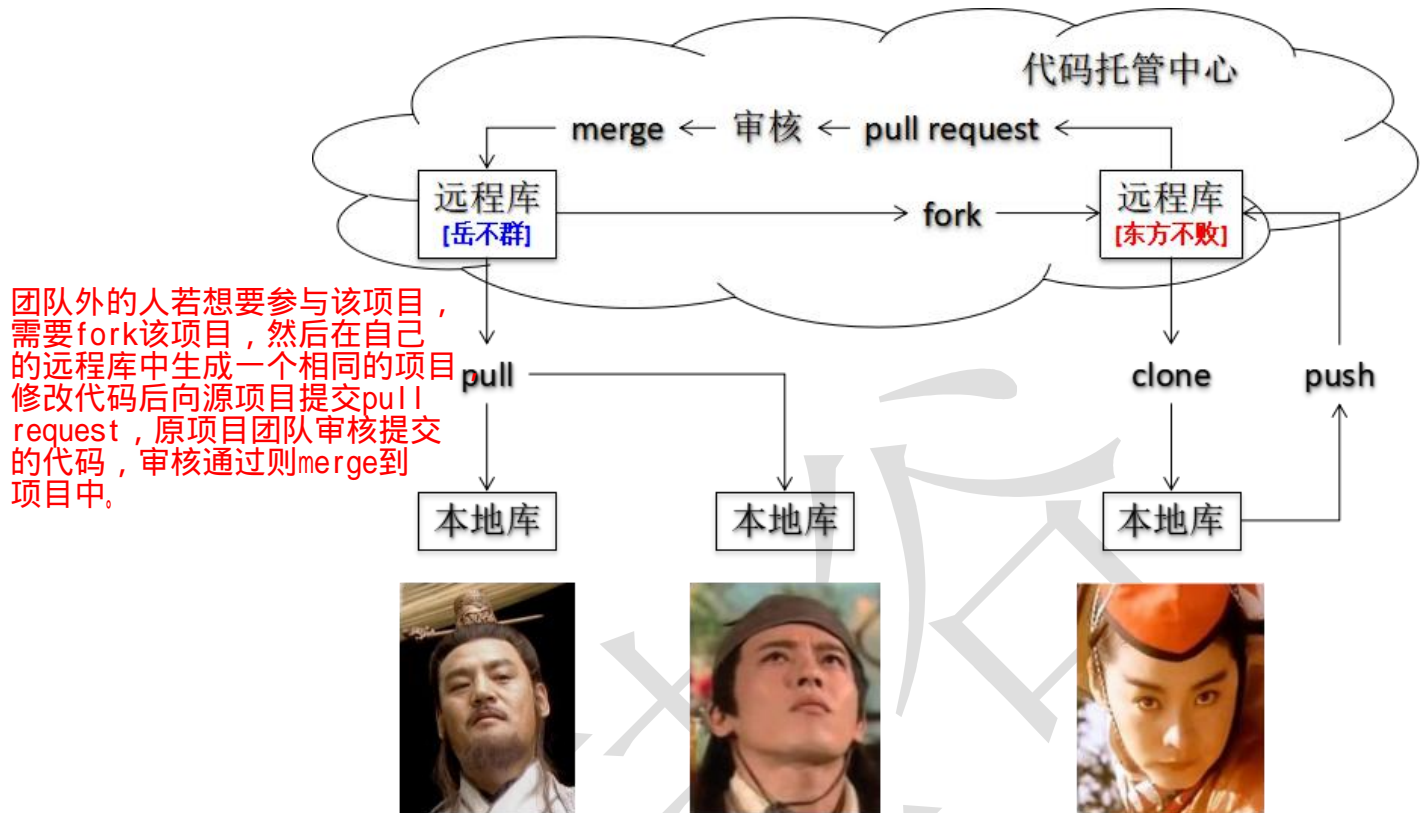 代码托管中心
merge
审核
pull request
远程库
[岳不群]
fork
远程库
[东方不败]
团队外的人若想要参与该项目，
需要fork该项目，然后在自己
的远程库中生成一个相同的项目，
修改代码后向源项目提交pull
request，原项目团队审核提交
的代码，审核通过则merge到
项目中。
pull
clone
push
本地库
本地库
本地库